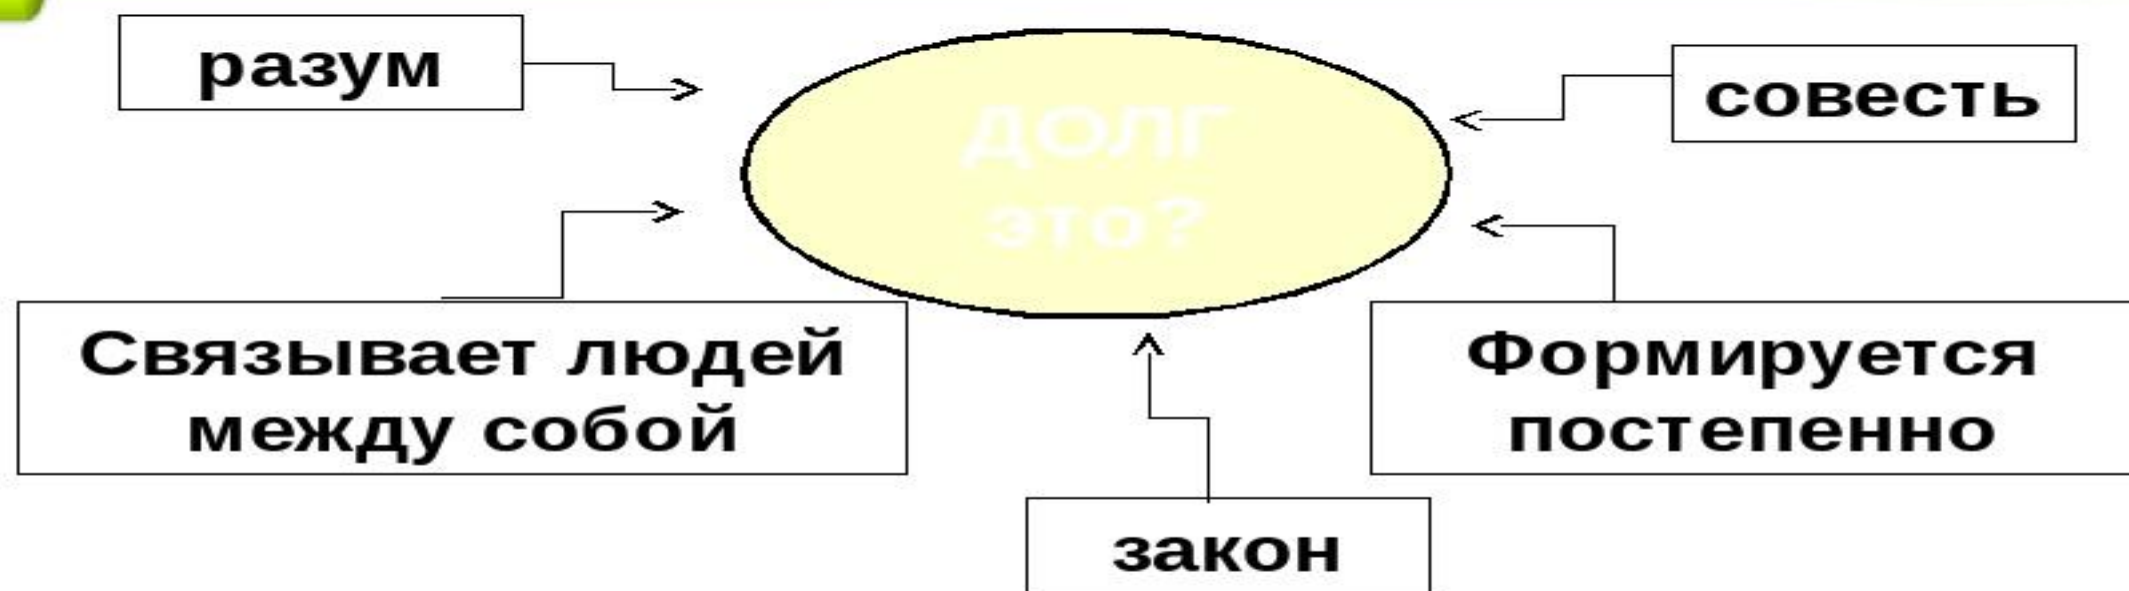 разум
совесть
ДОЛГ
это?
Связывает людей
между собой
Формируется
постепенно
закон